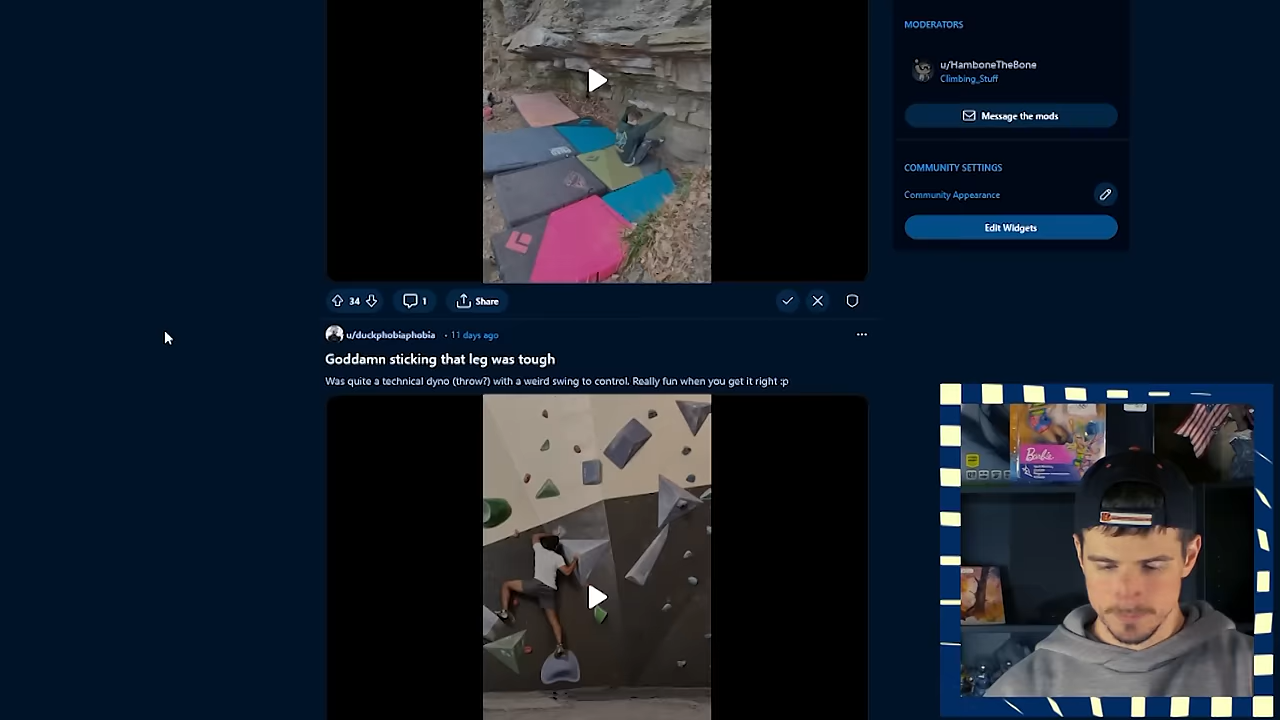 MODERATORS
u/HamboneTheBone
Climbing_Stuff
Message the mods
COMMUNITY SETTINGS
Community Appearance
Edit Widgets
34
1
Share
u/duckphobiaphobia · 11 days ago
Goddamn sticking that leg was tough
Was quite a technical dyno (throw?) with a weird swing to control. Really fun when you get it right :p
Barbie